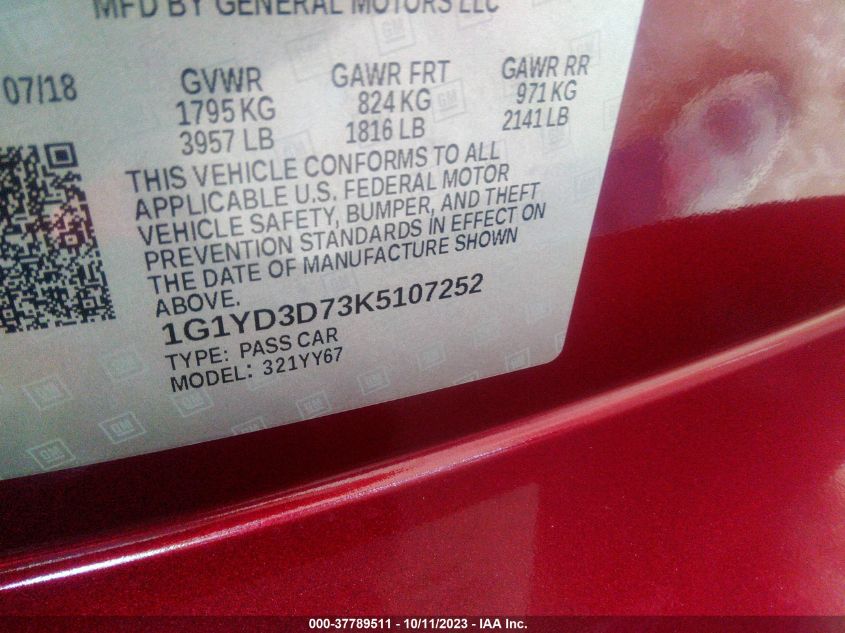 MFD BY GENERAL MOTORS LLC
07/18
GVWR GAWR FRT GAWR RR
1795 KG 824 KG 971 KG
3957 LB 1816 LB 2141 LB
THIS VEHICLE CONFORMS TO ALL
APPLICABLE U.S. FEDERAL MOTOR
VEHICLE SAFETY, BUMPER, AND THEFT
PREVENTION STANDARDS IN EFFECT ON
THE DATE OF MANUFACTURE SHOWN
ABOVE.
1G1YD3D73K5107252
TYPE: PASS CAR
MODEL: 321YY67
000-37789511 - 10/11/2023 - IAA Inc.